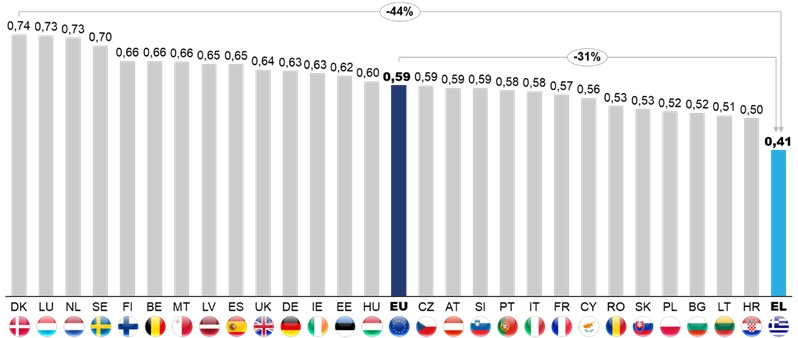 -44%
-31%
0,74 0,73 0,73 0,70 0,66 0,66 0,66 0,65 0,65 0,64 0,63 0,63 0,62 0,60 0,59 0,59 0,59 0,59 0,58 0,58 0,57 0,56 0,53 0,53 0,52 0,52 0,51 0,50 0,41
DK LU NL SE FI BE MT LV ES UK DE IE EE HU EU CZ AT SI PT IT FR CY RO SK PL BG LT HR EL